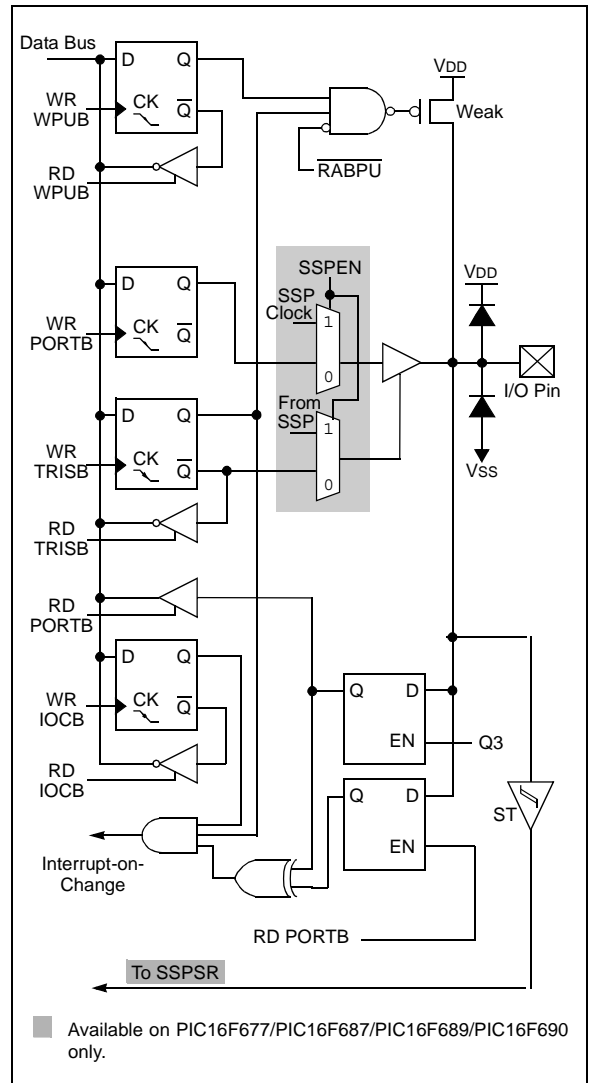 Data Bus
D Q
VDD
WR
WPUB
CK
Q
Weak
RD
WPUB
RABPU
SSPEN
VDD
D Q
SSP
Clock
1
WR
PORTB
CK
Q
0
I/O Pin
From
SSP
D Q
1
WR
TRISB
CK
Q
VSS
0
RD
TRISB
RD
PORTB
D Q
Q D
WR
IOCB
CK
Q
EN
Q3
RD
IOCB
Q D
ST
EN
Interrupt-on-
Change
RD PORTB
To SSPSR
Available on PIC16F677/PIC16F687/PIC16F689/PIC16F690
only.